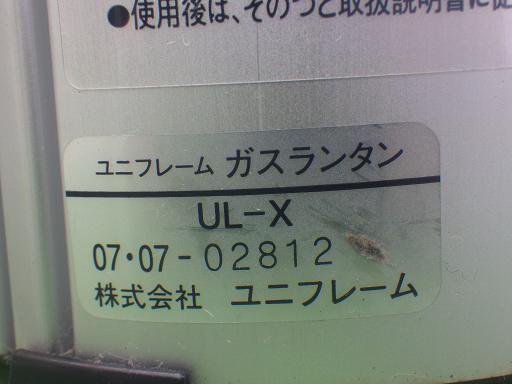 ●使用後は、そのつど取扱説明書に従
ユニフレーム ガスランタン
UL-X
07・07-02812
株式会社 ユニフレーム